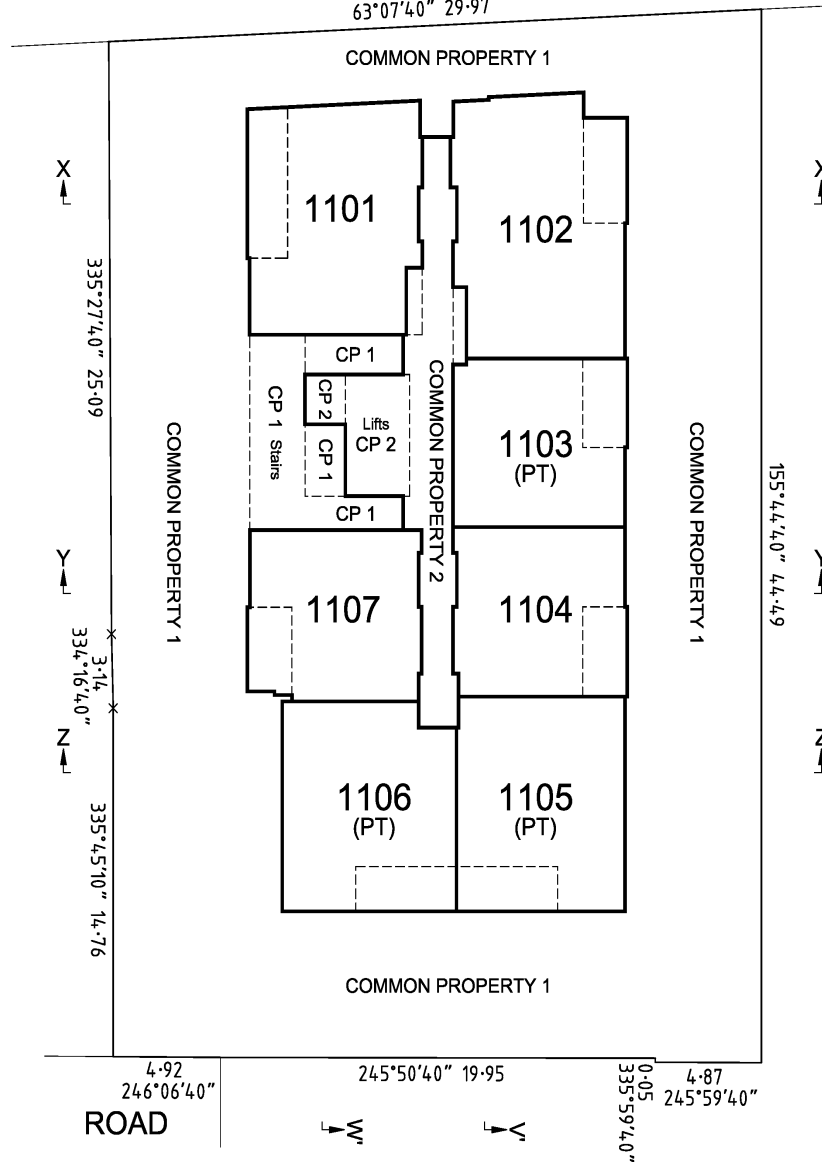 63°07'40" 29·97
COMMON PROPERTY 1
X
X
1101
1102
335°27'40" 25·09
CP 1
CP 1 Stairs
CP 2
Lifts
CP 2
CP 1
CP 1
COMMON PROPERTY 2
1103
(PT)
COMMON PROPERTY 1
COMMON PROPERTY 1
155°44'40" 44·49
Y
Y
1107
1104
3·14
334°16'40"
Z
Z
1106
(PT)
1105
(PT)
335°45'10" 14·76
COMMON PROPERTY 1
4·92
246°06'40"
245°50'40" 19·95
0·05
335°59'40"
4·87
245°59'40"
ROAD
W'
V'